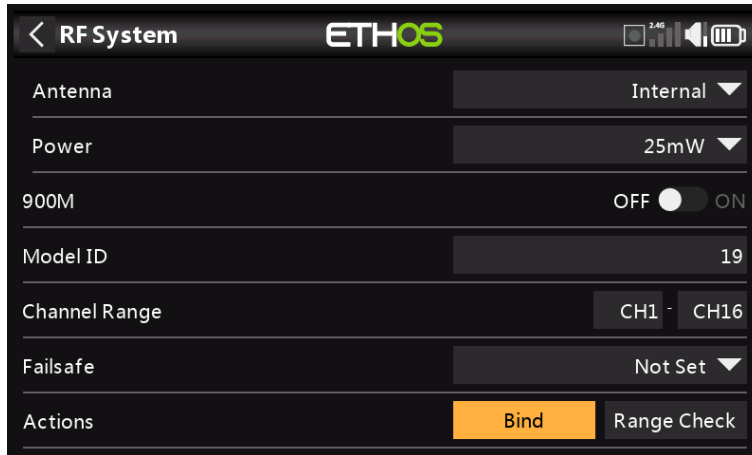 RF System ETHOS 2.4G
Antenna Internal
Power 25mW
900M OFF ON
Model ID 19
Channel Range CH1 - CH16
Failsafe Not Set
Actions Bind Range Check